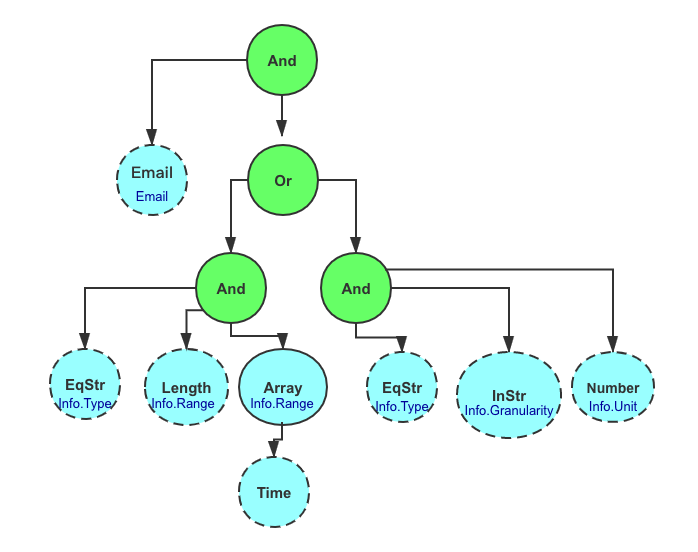 And
Email
Email
Or
And
And
EqStr
Info.Type
Length
Info.Range
Array
Info.Range
EqStr
Info.Type
InStr
Info.Granularity
Number
Info.Unit
Time